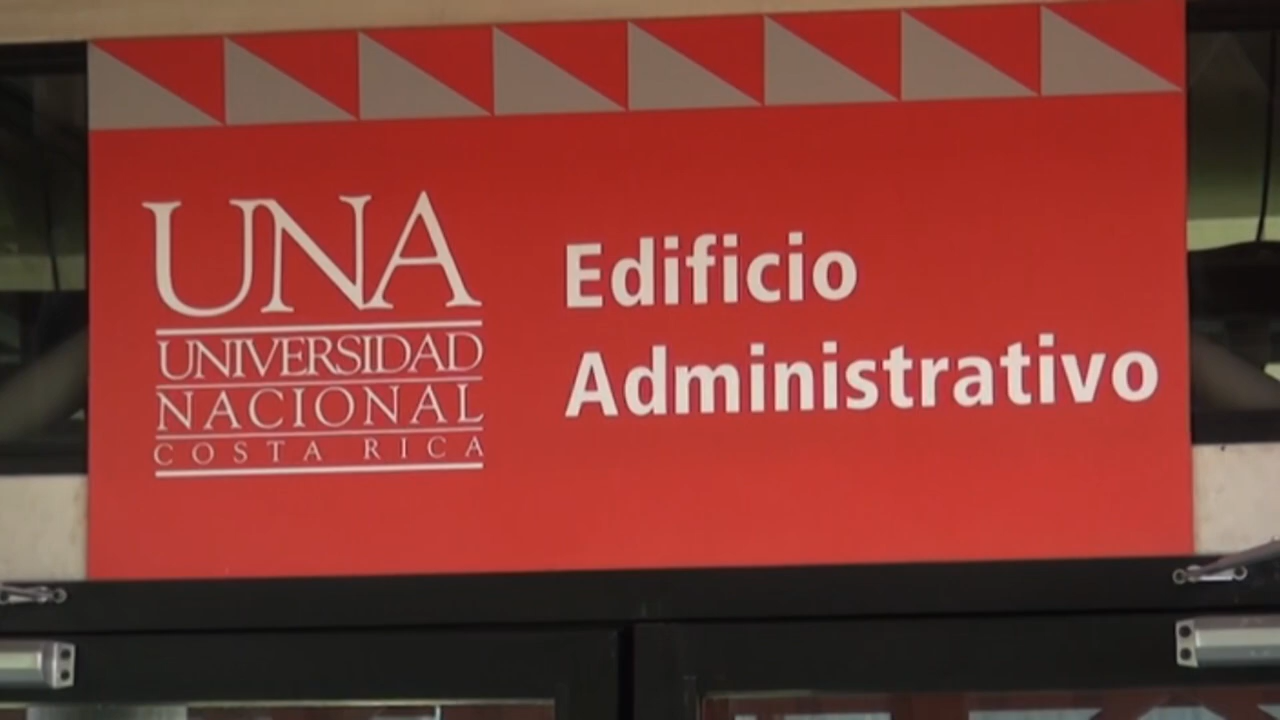 UNA
UNIVERSIDAD
NACIONAL
COSTA RICA
Edificio
Administrativo